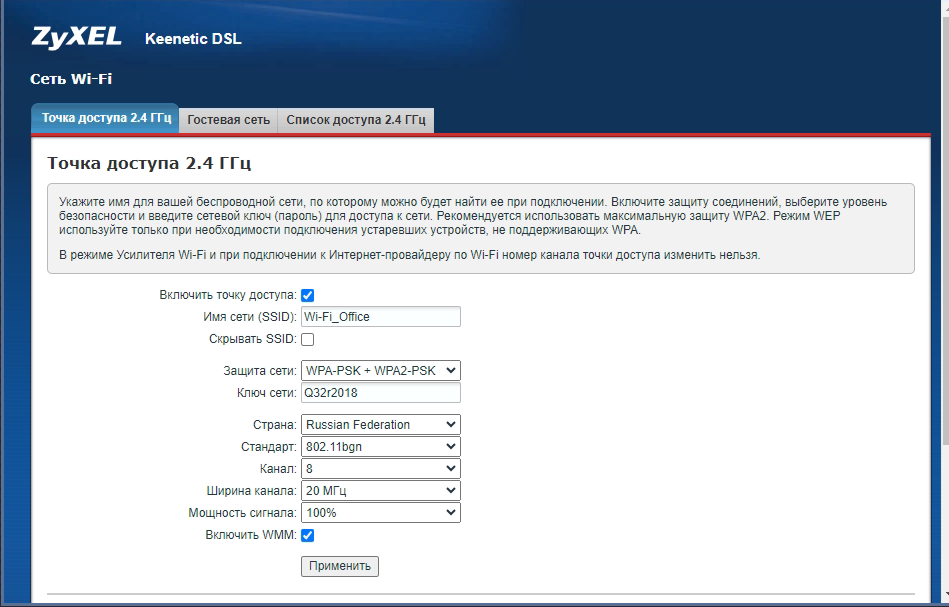 ZyXEL Keenetic DSL
Сеть Wi-Fi
Точка доступа 2.4 ГГц Гостевая сеть Список доступа 2.4 ГГц
Точка доступа 2.4 ГГц
Укажите имя для вашей беспроводной сети, по которому можно будет найти ее при подключении. Включите защиту соединений, выберите уровень
безопасности и введите сетевой ключ (пароль) для доступа к сети. Рекомендуется использовать максимальную защиту WPA2. Режим WEP
используйте только при необходимости подключения устаревших устройств, не поддерживающих WPA.
В режиме Усилителя Wi-Fi и при подключении к Интернет-провайдеру по Wi-Fi номер канала точки доступа изменить нельзя.
Включить точку доступа:
Имя сети (SSID): Wi-Fi_Office
Скрывать SSID:
Защита сети: WPA-PSK + WPA2-PSK
Ключ сети: Q32r2018
Страна: Russian Federation
Стандарт: 802.11bgn
Канал: 8
Ширина канала: 20 МГц
Мощность сигнала: 100%
Включить WMM:
Применить